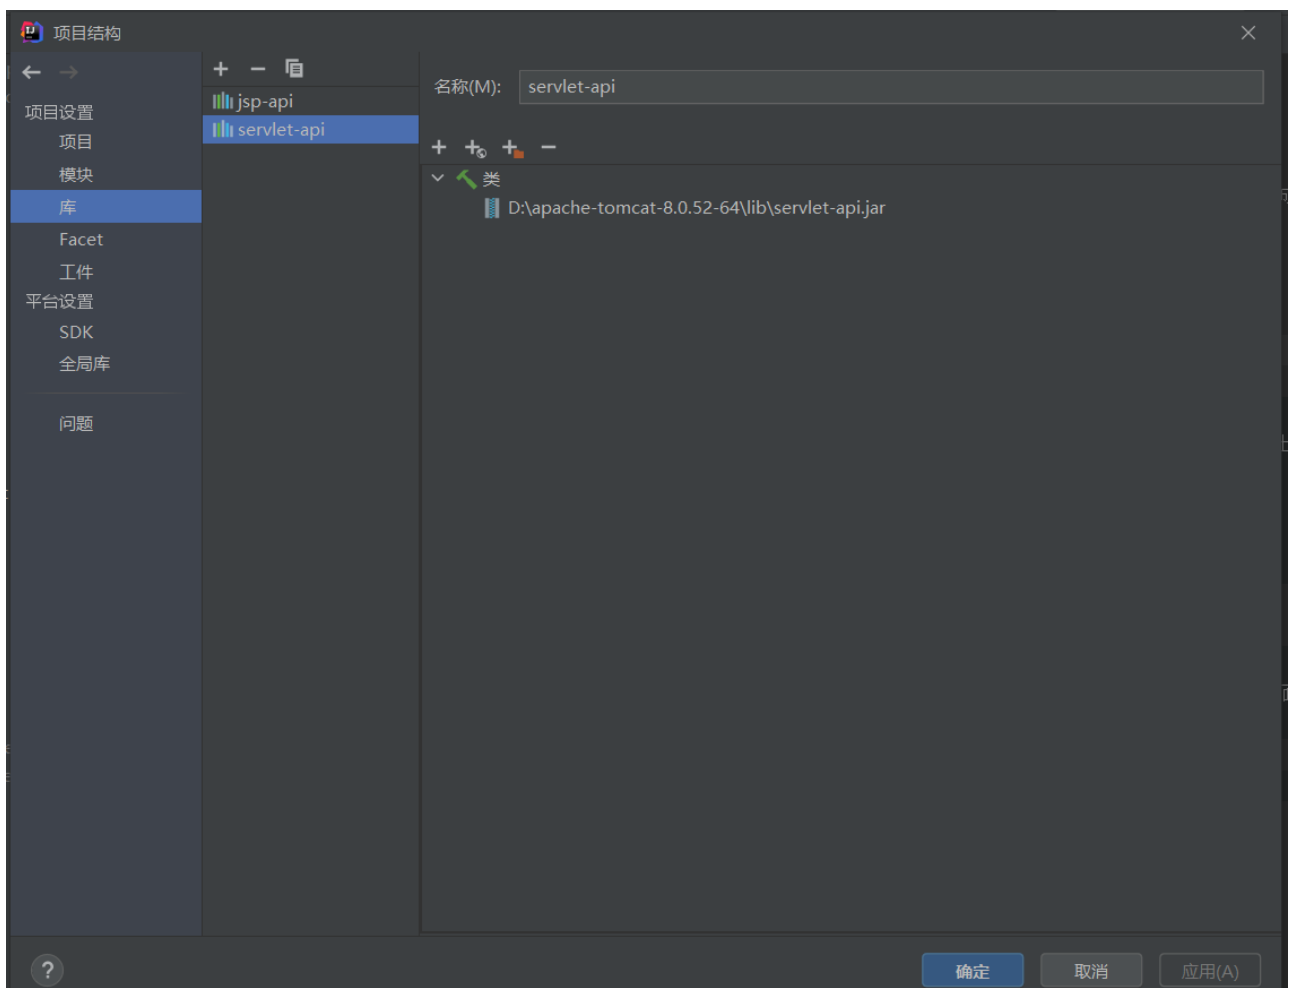 项目结构
项目设置
项目
模块
库
Facet
工件
平台设置
SDK
全局库
问题
jsp-api
servlet-api
名称(M): servlet-api
类
D:\apache-tomcat-8.0.52-64\lib\servlet-api.jar
?
确定 取消 应用(A)